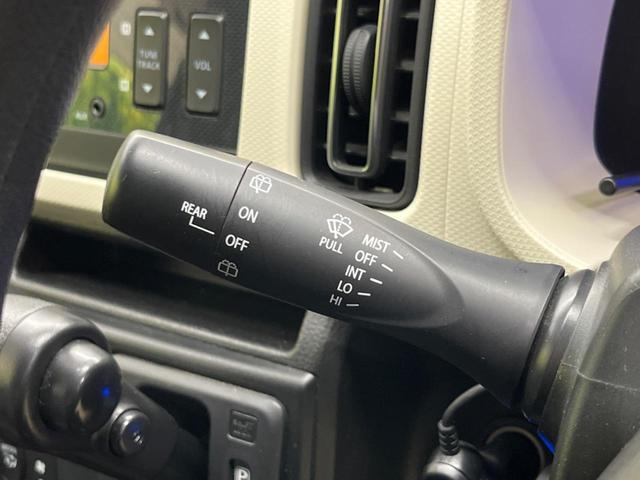 TUNE
TRACK
VOL
REAR
ON
OFF
PULL
MIST
OFF
INT
LO
HI
P